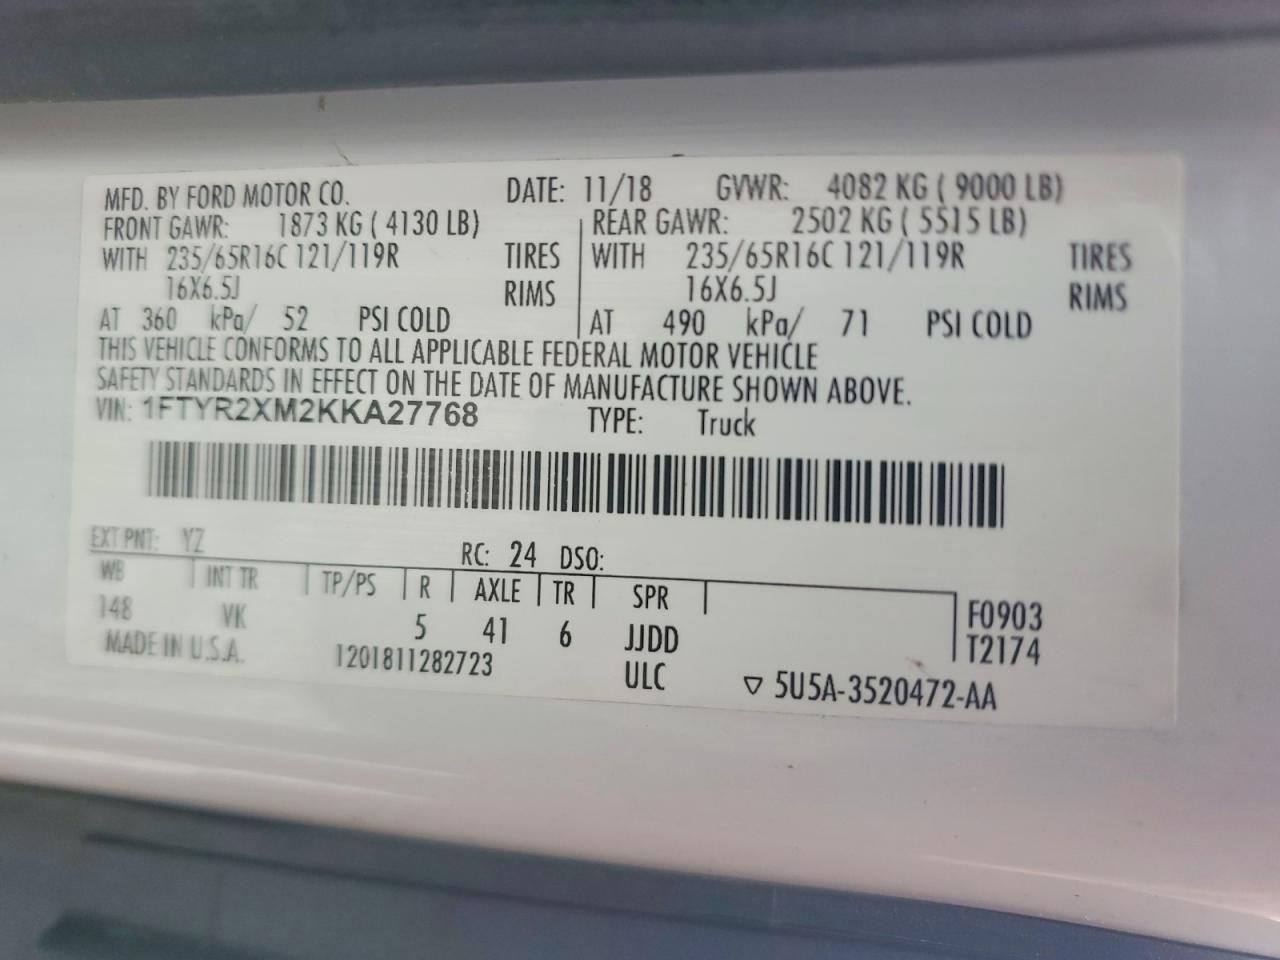 MFD. BY FORD MOTOR CO. DATE: 11/18 GVWR: 4082 KG ( 9000 LB)
FRONT GAWR: 1873 KG ( 4130 LB) REAR GAWR: 2502 KG ( 5515 LB)
WITH 235/65R16C 121/119R TIRES WITH 235/65R16C 121/119R TIRES
16X6.5J RIMS 16X6.5J RIMS
AT 360 kPa/ 52 PSI COLD AT 490 kPa/ 71 PSI COLD
THIS VEHICLE CONFORMS TO ALL APPLICABLE FEDERAL MOTOR VEHICLE
SAFETY STANDARDS IN EFFECT ON THE DATE OF MANUFACTURE SHOWN ABOVE.
VIN: 1FTYR2XM2KKA27768 TYPE: Truck
EXT PNT: YZ RC: 24 DSO:
WB INT TR TP/PS R AXLE TR SPR
148 VK 5 41 6 JJDD F0903
MADE IN U.S.A. 1201811282723 ULC T2174
▽ 5U5A-3520472-AA